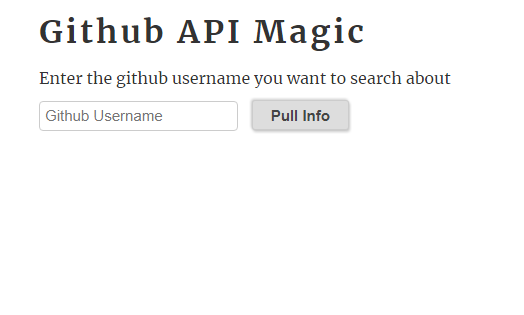 Github API Magic
Enter the github username you want to search about
Github Username
Pull Info